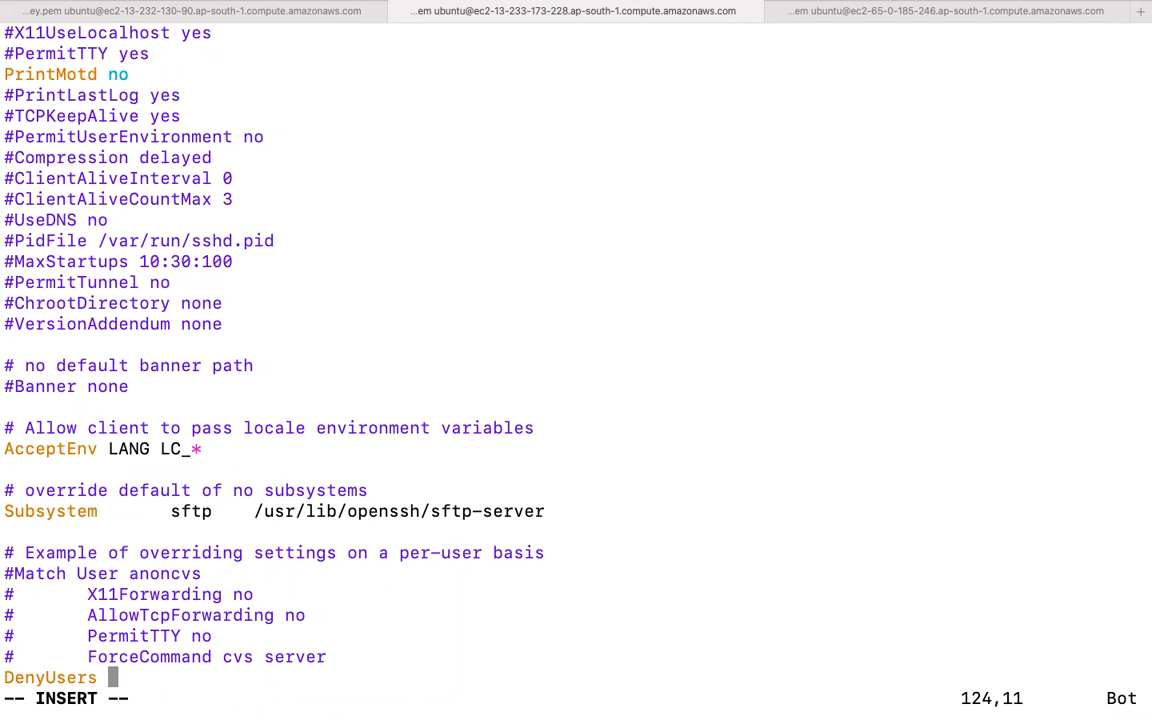 ...ey.pem ubuntu@ec2-13-232-130-90.ap-south-1.compute.amazonaws.com
...em ubuntu@ec2-13-233-173-228.ap-south-1.compute.amazonaws.com
...em ubuntu@ec2-65-0-185-246.ap-south-1.compute.amazonaws.com
+
#X11UseLocalhost yes
#PermitTTY yes
PrintMotd no
#PrintLastLog yes
#TCPKeepAlive yes
#PermitUserEnvironment no
#Compression delayed
#ClientAliveInterval 0
#ClientAliveCountMax 3
#UseDNS no
#PidFile /var/run/sshd.pid
#MaxStartups 10:30:100
#PermitTunnel no
#ChrootDirectory none
#VersionAddendum none
# no default banner path
#Banner none
# Allow client to pass locale environment variables
AcceptEnv LANG LC_*
# override default of no subsystems
Subsystem sftp /usr/lib/openssh/sftp-server
# Example of overriding settings on a per-user basis
#Match User anoncvs
# X11Forwarding no
# AllowTcpForwarding no
# PermitTTY no
# ForceCommand cvs server
DenyUsers
-- INSERT -- 124,11 Bot